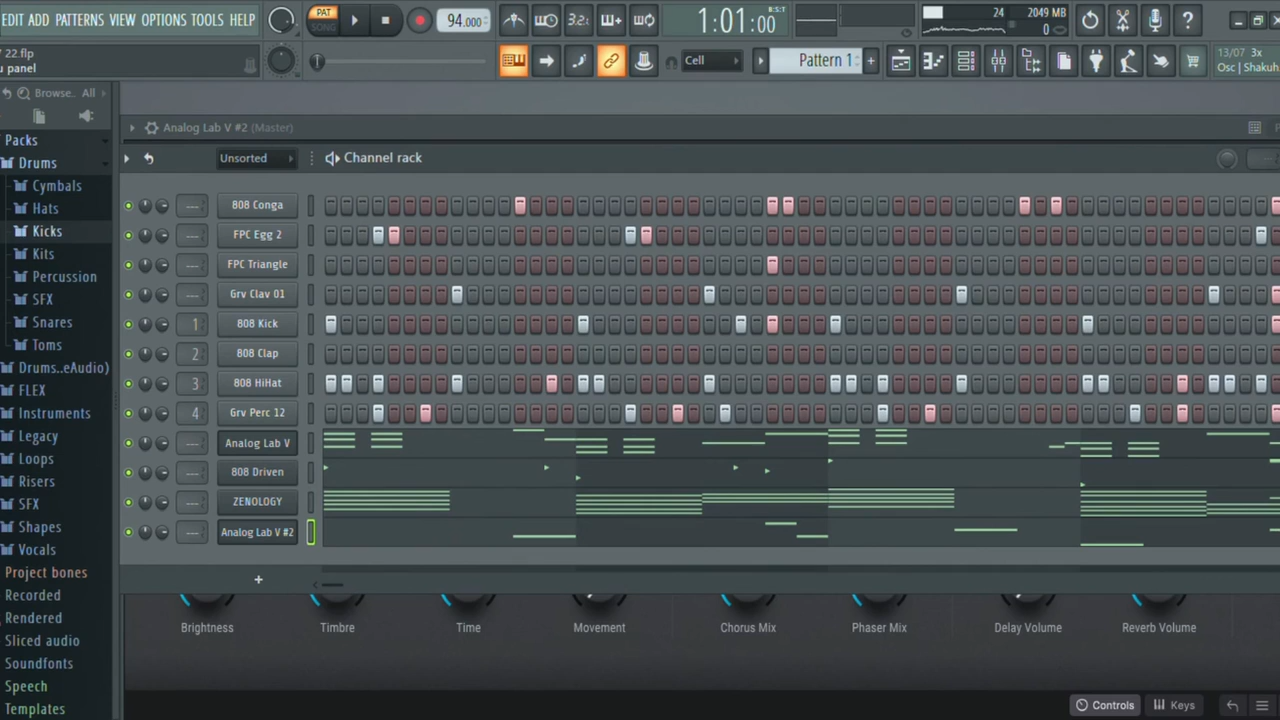 EDIT ADD PATTERNS VIEW OPTIONS TOOLS HELP
PAT
SONG
94.000
3.2:
1:01:00
B:S:T
24
2049 MB
0
22.flp
u panel
Cell
Pattern 1
+
13/07 3x
Osc | Shakuh
Browse.. All
Analog Lab V #2 (Master)
Unsorted
Channel rack
Packs
Drums
Cymbals
Hats
Kicks
Kits
Percussion
SFX
Snares
Toms
Drums..eAudio)
FLEX
Instruments
Legacy
Loops
Risers
SFX
Shapes
Vocals
Project bones
Recorded
Rendered
Sliced audio
Soundfonts
Speech
Templates
--- 808 Conga
--- FPC Egg 2
--- FPC Triangle
--- Grv Clav 01
1 808 Kick
2 808 Clap
3 808 HiHat
4 Grv Perc 12
--- Analog Lab V
--- 808 Driven
--- ZENOLOGY
--- Analog Lab V #2
+
Brightness Timbre Time Movement Chorus Mix Phaser Mix Delay Volume Reverb Volume
Controls Keys